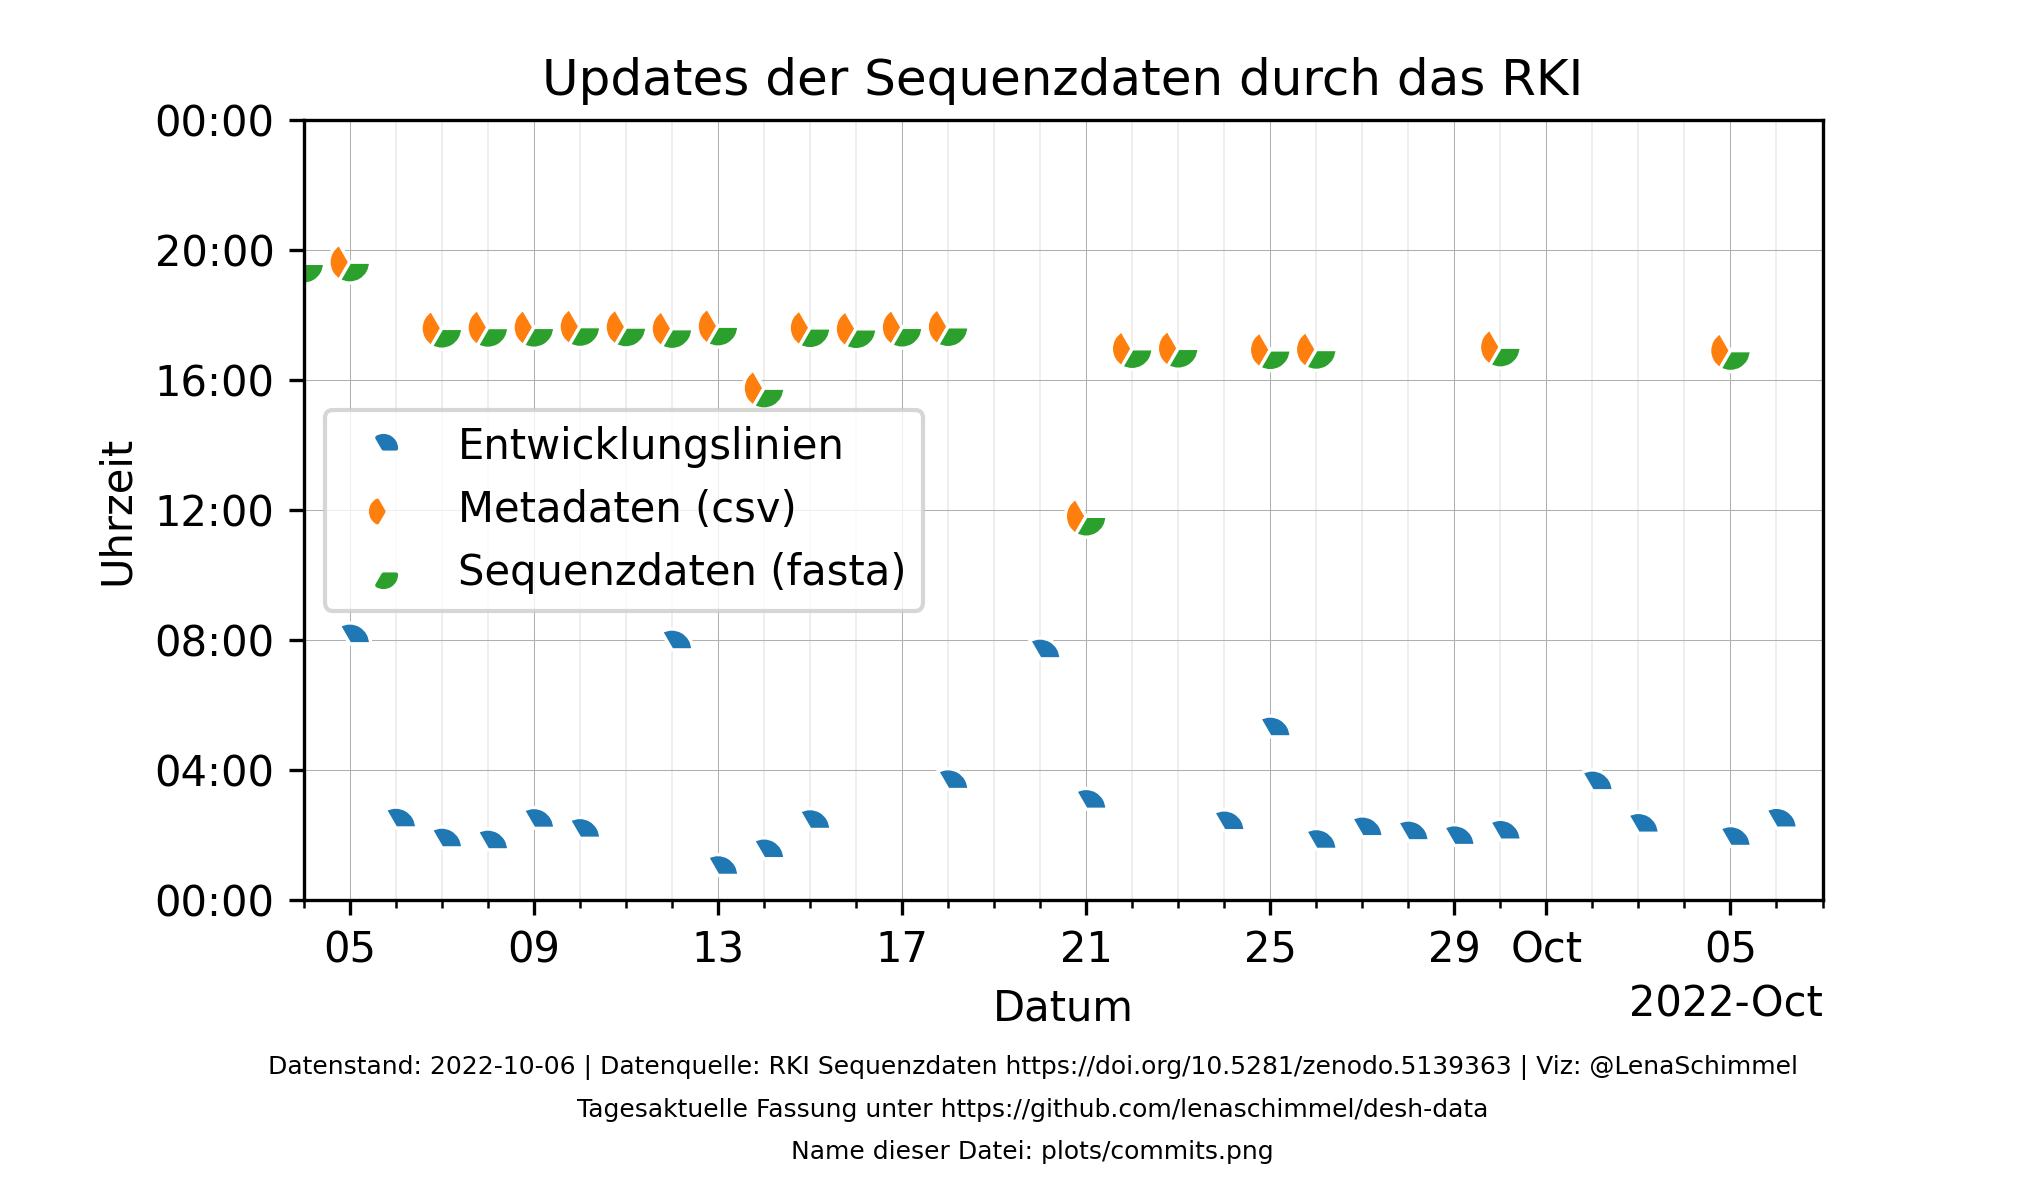 Updates der Sequenzdaten durch das RKI
00:00
20:00
16:00
12:00
08:00
04:00
00:00
Uhrzeit
Entwicklungslinien
Metadaten (csv)
Sequenzdaten (fasta)
05 09 13 17 21 25 29 Oct 05
2022-Oct
Datum
Datenstand: 2022-10-06 | Datenquelle: RKI Sequenzdaten https://doi.org/10.5281/zenodo.5139363 | Viz: @LenaSchimmel
Tagesaktuelle Fassung unter https://github.com/lenaschimmel/desh-data
Name dieser Datei: plots/commits.png